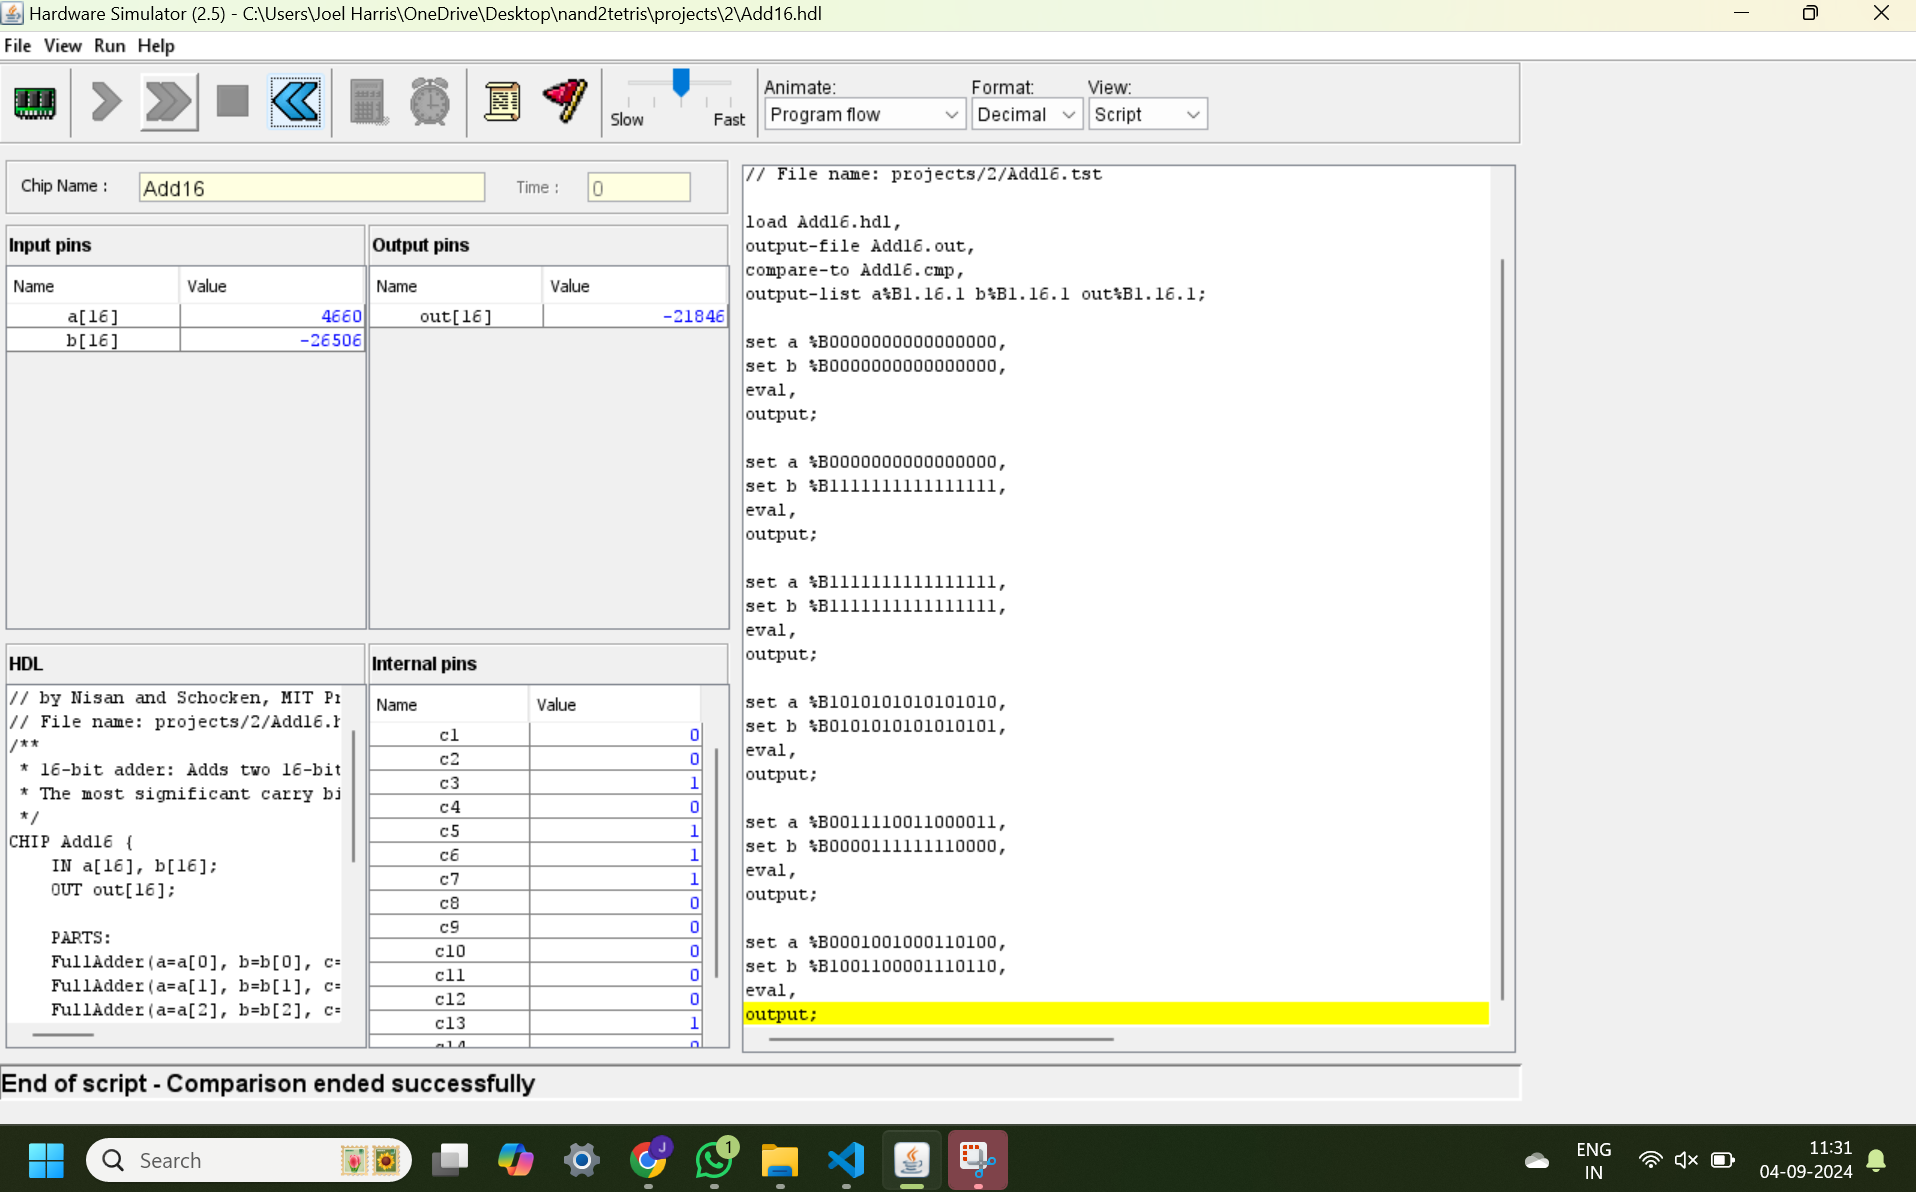 Hardware Simulator (2.5) - C:\Users\Joel Harris\OneDrive\Desktop\nand2tetris\projects\2\Add16.hdl
File View Run Help
Slow Fast
Animate: Format: View:
Program flow Decimal Script
Chip Name : Add16 Time : 0
Input pins
Name Value
a[16] 4660
b[16] -26506
Output pins
Name Value
out[16] -21846
HDL
// by Nisan and Schocken, MIT Pr
// File name: projects/2/Add16.h
/**
* 16-bit adder: Adds two 16-bit
* The most significant carry bi
*/
CHIP Add16 {
IN a[16], b[16];
OUT out[16];
PARTS:
FullAdder(a=a[0], b=b[0], c=
FullAdder(a=a[1], b=b[1], c=
FullAdder(a=a[2], b=b[2], c=
Internal pins
Name Value
c1 0
c2 0
c3 1
c4 0
c5 1
c6 1
c7 1
c8 0
c9 0
c10 0
c11 0
c12 0
c13 1
c14 0
// File name: projects/2/Add16.tst
load Add16.hdl,
output-file Add16.out,
compare-to Add16.cmp,
output-list a%B1.16.1 b%B1.16.1 out%B1.16.1;
set a %B0000000000000000,
set b %B0000000000000000,
eval,
output;
set a %B0000000000000000,
set b %B1111111111111111,
eval,
output;
set a %B1111111111111111,
set b %B1111111111111111,
eval,
output;
set a %B1010101010101010,
set b %B0101010101010101,
eval,
output;
set a %B0011110011000011,
set b %B0000111111110000,
eval,
output;
set a %B0001001000110100,
set b %B1001100001110110,
eval,
output;
End of script - Comparison ended successfully
Search
J
1
ENG
IN
11:31
04-09-2024